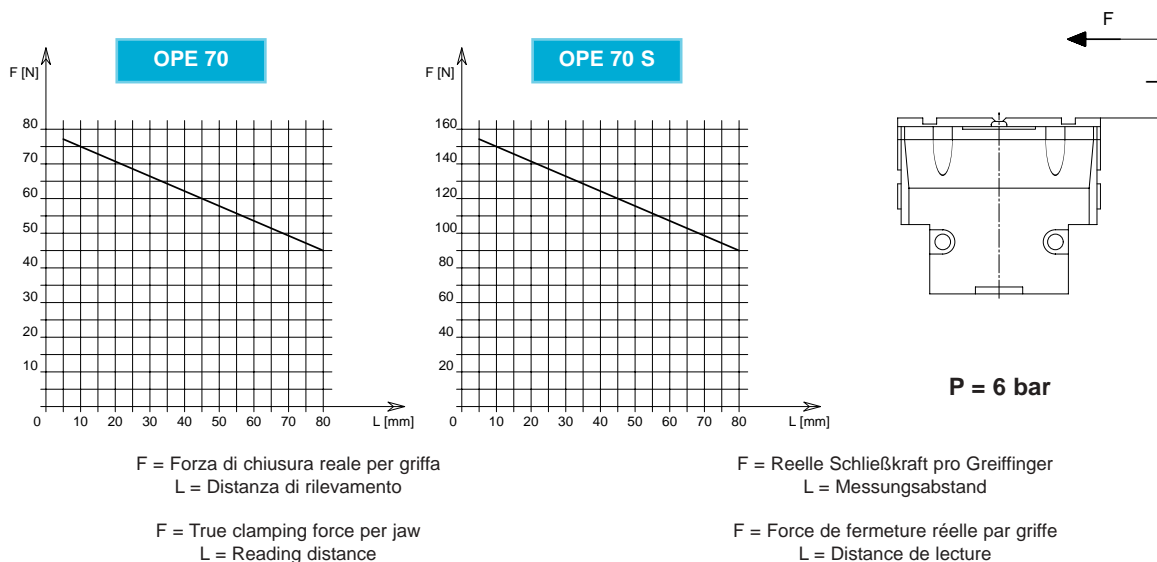 OPE 70
F [N]
80
70
60
50
40
30
20
10
0
10 20 30 40 50 60 70 80
L [mm]
OPE 70 S
F [N]
160
140
120
100
80
60
40
20
0
10 20 30 40 50 60 70 80
L [mm]
F
P = 6 bar
F = Forza di chiusura reale per griffa
L = Distanza di rilevamento
F = True clamping force per jaw
L = Reading distance
F = Reelle Schließkraft pro Greiffinger
L = Messungsabstand
F = Force de fermeture réelle par griffe
L = Distance de lecture